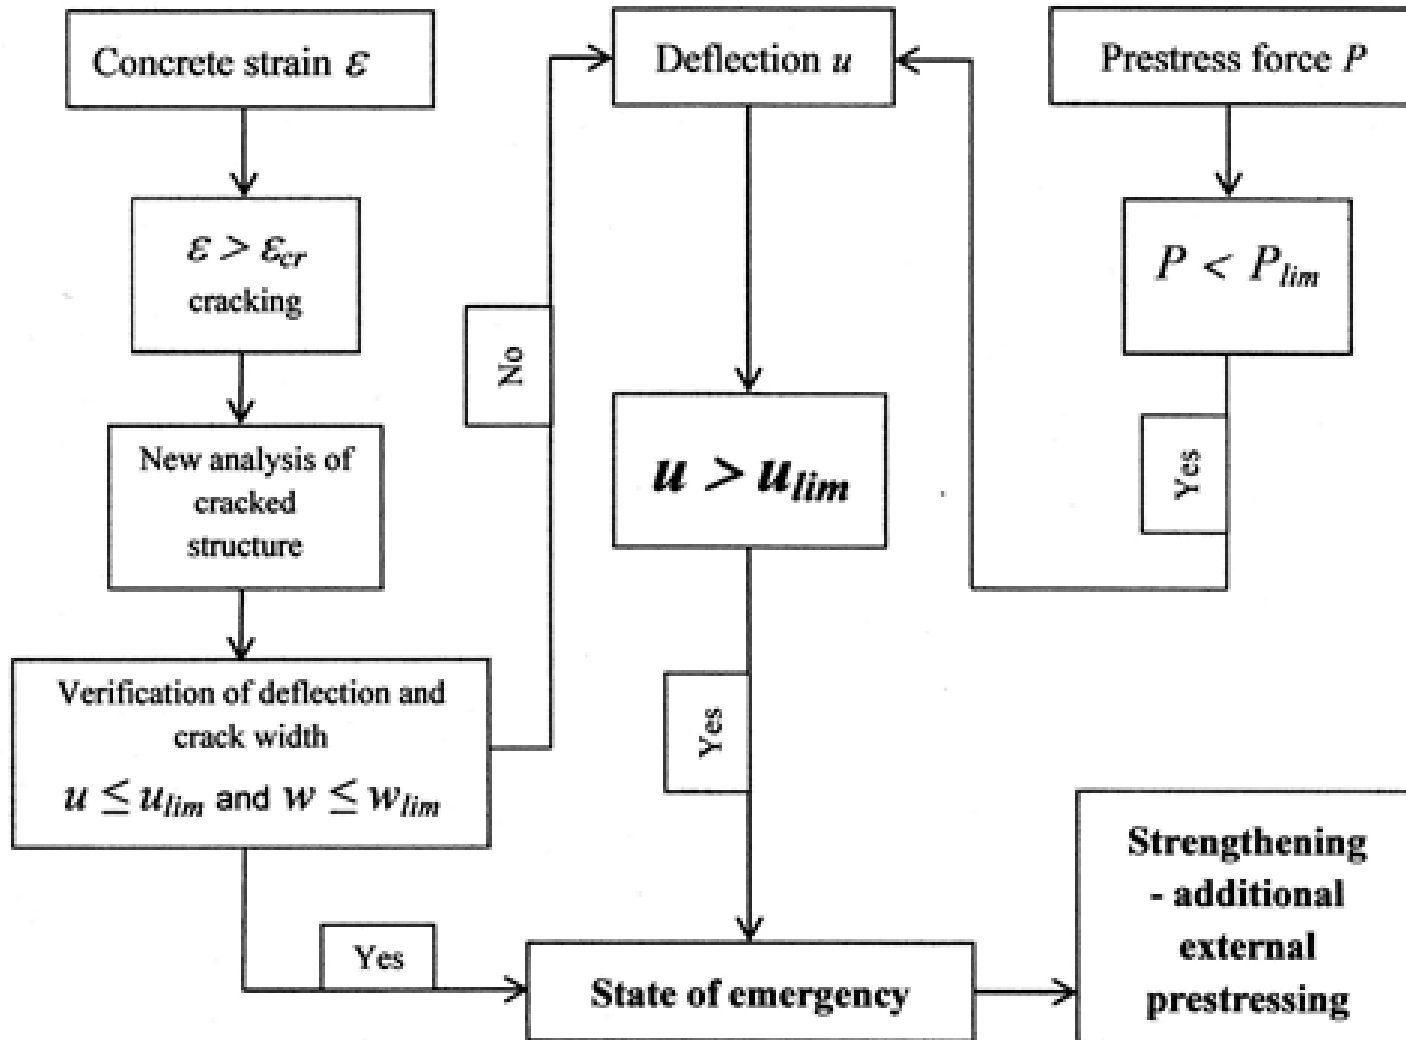 Concrete strain ε
Deflection u
Prestress force P
ε > εcr
cracking
P < Plim
No
New analysis of
cracked
structure
u > ulim
Yes
Verification of deflection and
crack width
u ≤ ulim and w ≤ wlim
Yes
Yes
State of emergency
Strengthening
- additional
external
prestressing